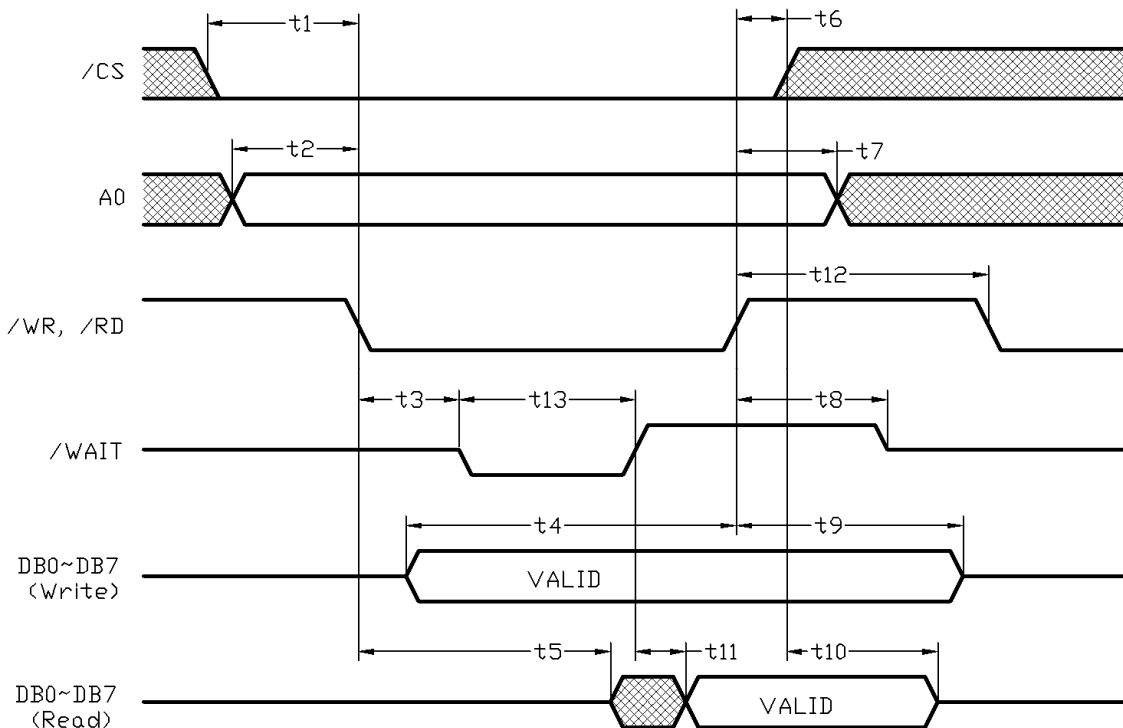 t1
t6
/CS
t2
t7
A0
t12
/WR, /RD
t3
t13
t8
/WAIT
t4
t9
DB0~DB7
(Write)
VALID
t5
t11
t10
DB0~DB7
(Read)
VALID